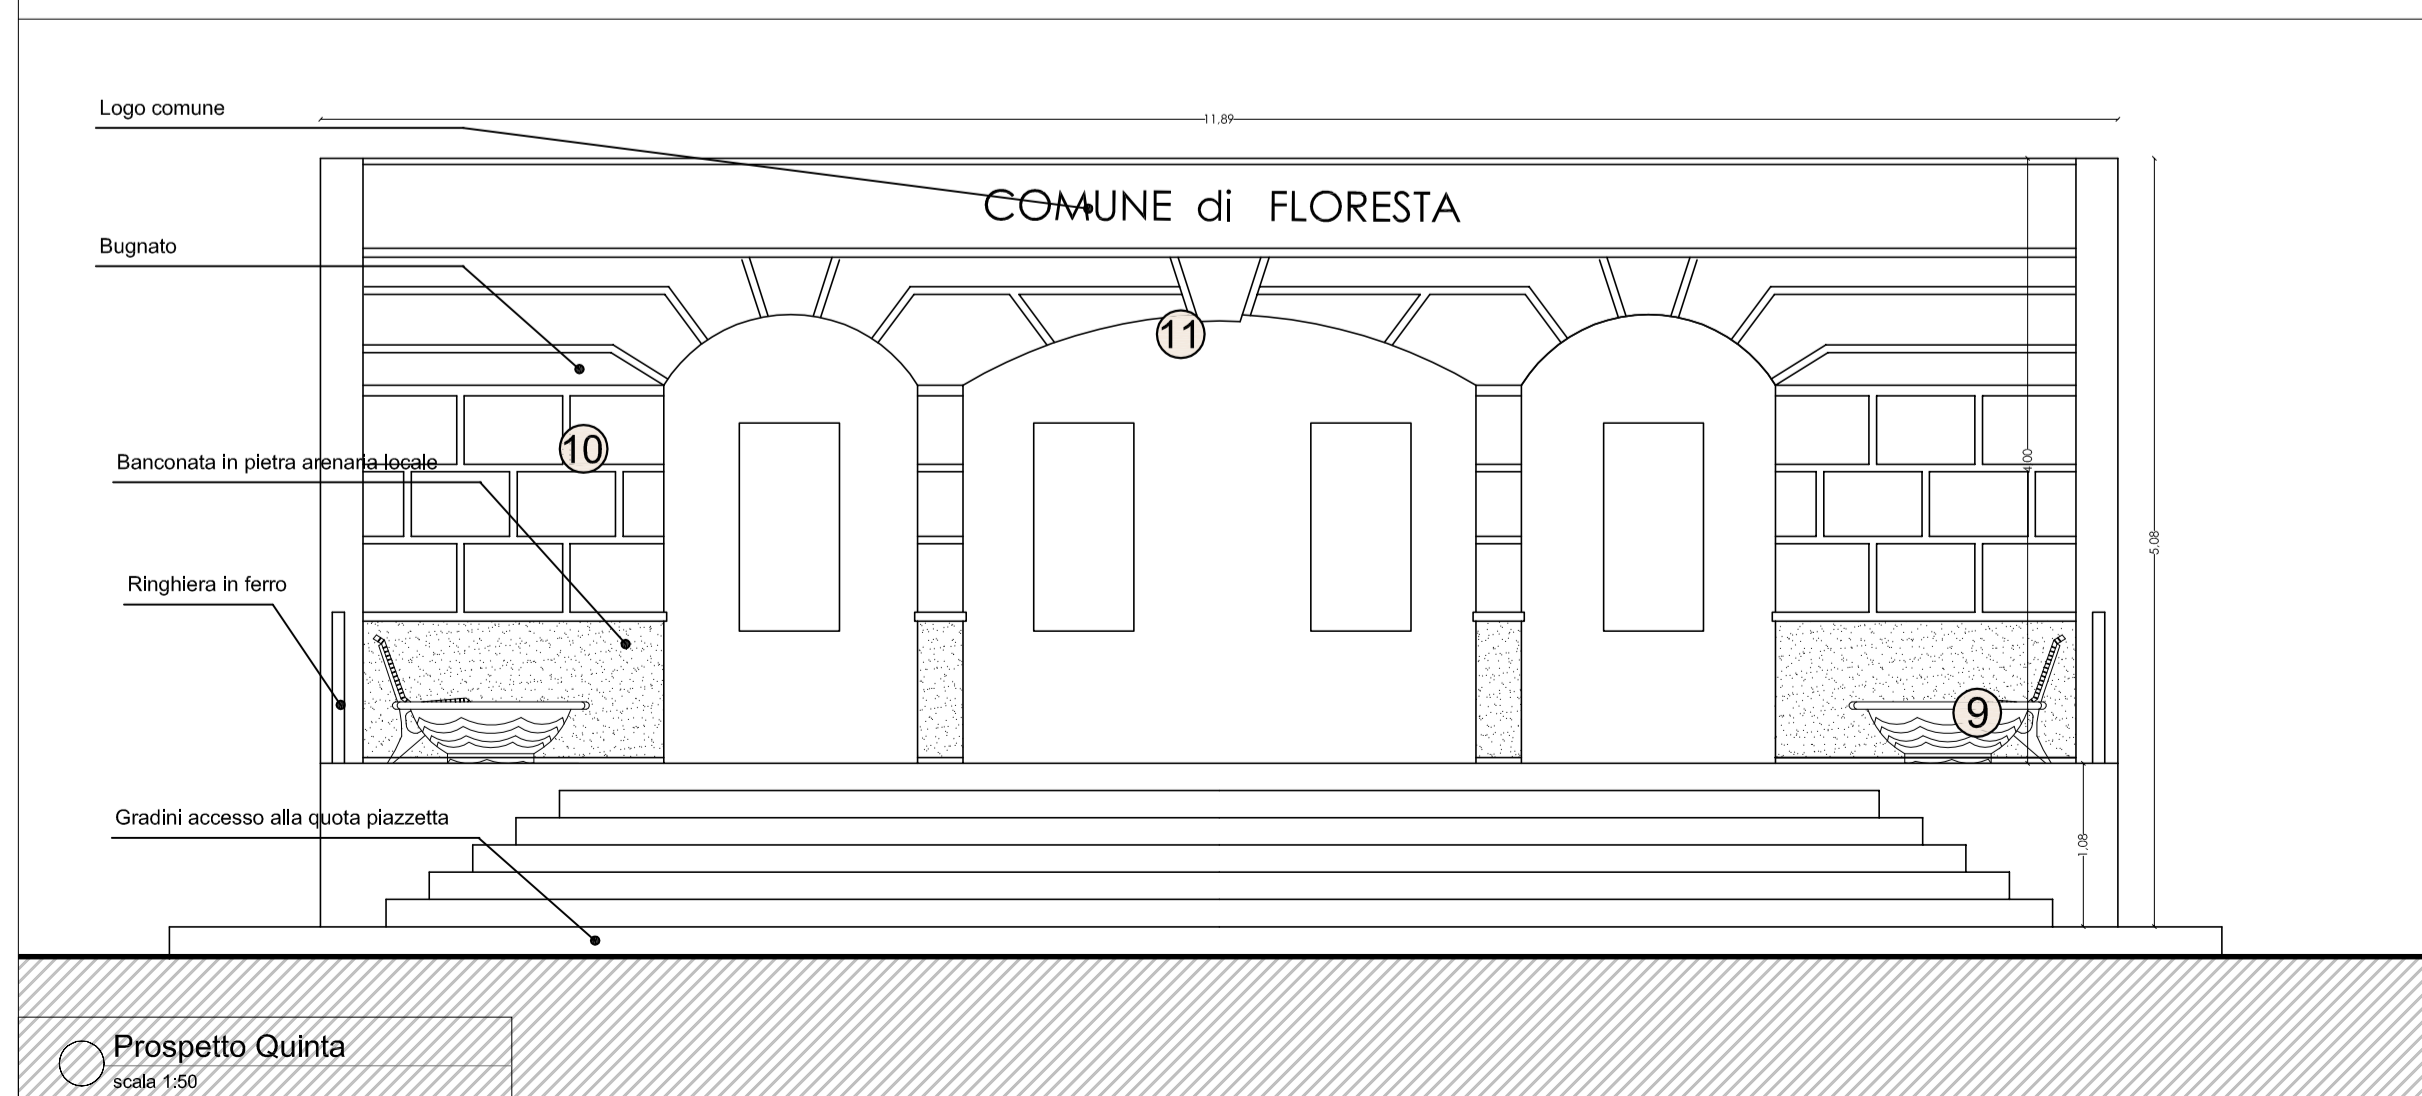 Logo comune
11,89
COMUNE di FLORESTA
Bugnato
11
10
Banconata in pietra arenaria locale
4,00
5,08
Ringhiera in ferro
9
Gradini accesso alla quota piazzetta
1,08
Prospetto Quinta
scala 1:50